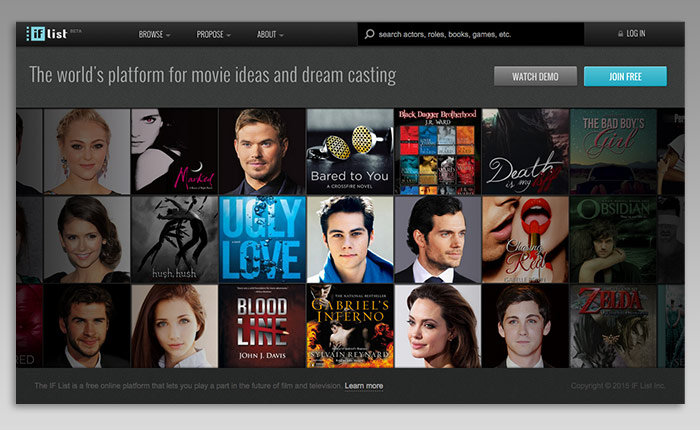 if list BETA
BROWSE
PROPOSE
ABOUT
search actors, roles, books, games, etc.
LOG IN
The world's platform for movie ideas and dream casting
WATCH DEMO
JOIN FREE
Marked
Bared to You
A CROSSFIRE NOVEL
Black Dagger Brotherhood
J.R. WARD
Death
is my
THE BAD BOY'S
Girl
hush, hush
UGLY
LOVE
Chasing
Red
OBSIDIAN
BLOOD
LINE
JOHN J. DAVIS
THE NATIONAL BESTSELLER
GABRIEL'S
INFERNO
SYLVAIN REYNARD
ZELDA
The IF List is a free online platform that lets you play a part in the future of film and television. Learn more
Copyright © 2015 IF List Inc.